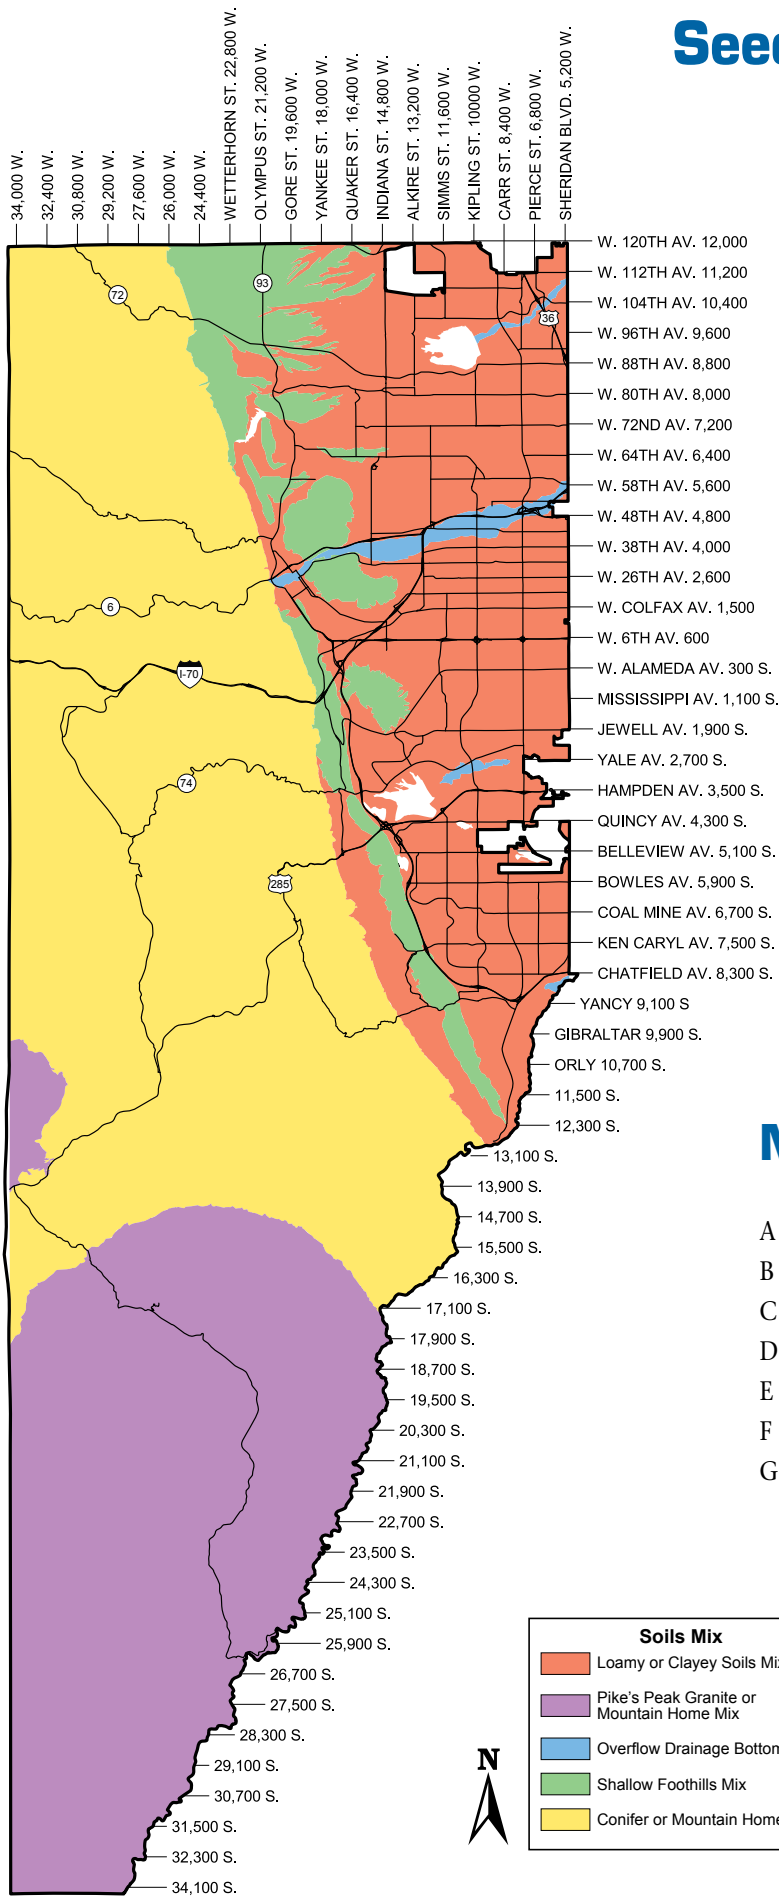 Seed
34,000 W.
32,400 W.
30,800 W.
29,200 W.
27,600 W.
26,000 W.
24,400 W.
WETTERHORN ST. 22,800 W.
OLYMPUS ST. 21,200 W.
GORE ST. 19,600 W.
YANKEE ST. 18,000 W.
QUAKER ST. 16,400 W.
INDIANA ST. 14,800 W.
ALKIRE ST. 13,200 W.
SIMMS ST. 11,600 W.
KIPLING ST. 10000 W.
CARR ST. 8,400 W.
PIERCE ST. 6,800 W.
SHERIDAN BLVD. 5,200 W.
W. 120TH AV. 12,000
W. 112TH AV. 11,200
W. 104TH AV. 10,400
W. 96TH AV. 9,600
W. 88TH AV. 8,800
W. 80TH AV. 8,000
W. 72ND AV. 7,200
W. 64TH AV. 6,400
W. 58TH AV. 5,600
W. 48TH AV. 4,800
W. 38TH AV. 4,000
W. 26TH AV. 2,600
W. COLFAX AV. 1,500
W. 6TH AV. 600
W. ALAMEDA AV. 300 S.
MISSISSIPPI AV. 1,100 S.
JEWELL AV. 1,900 S.
YALE AV. 2,700 S.
HAMPDEN AV. 3,500 S.
QUINCY AV. 4,300 S.
BELLEVIEW AV. 5,100 S.
BOWLES AV. 5,900 S.
COAL MINE AV. 6,700 S.
KEN CARYL AV. 7,500 S.
CHATFIELD AV. 8,300 S.
YANCY 9,100 S
GIBRALTAR 9,900 S.
ORLY 10,700 S.
11,500 S.
12,300 S.
13,100 S.
13,900 S.
14,700 S.
15,500 S.
16,300 S.
17,100 S.
17,900 S.
18,700 S.
19,500 S.
20,300 S.
21,100 S.
21,900 S.
22,700 S.
23,500 S.
24,300 S.
25,100 S.
25,900 S.
26,700 S.
27,500 S.
28,300 S.
29,100 S.
30,700 S.
31,500 S.
32,300 S.
34,100 S.
72
93
36
6
I-70
74
285
A
B
C
D
E
F
G
N
Soils Mix
Loamy or Clayey Soils Mix
Pike's Peak Granite or
Mountain Home Mix
Overflow Drainage Bottom
Shallow Foothills Mix
Conifer or Mountain Home